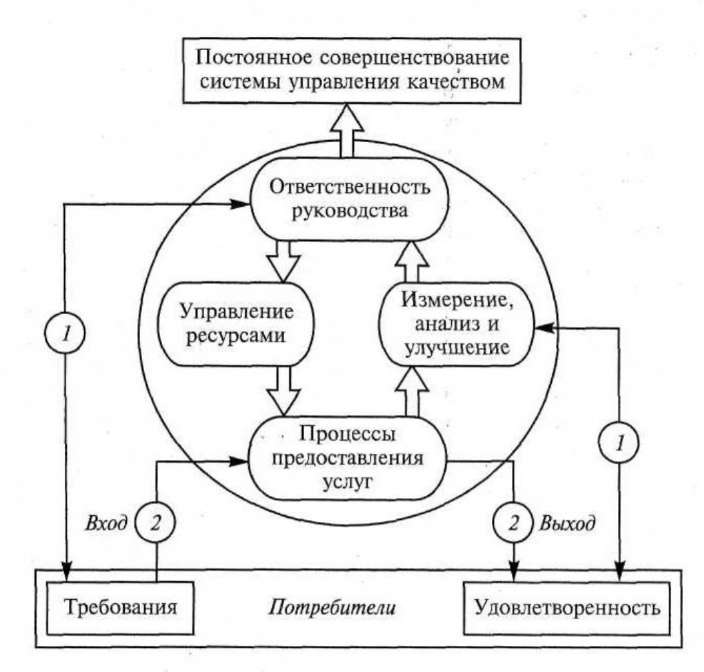 Постоянное совершенствование
системы управления качеством
Ответственность
руководства
Управление
ресурсами
Измерение,
анализ и
улучшение
1
1
Процессы
предоставления
услуг
Вход 2
2 Выход
Требования
Потребители
Удовлетворенность